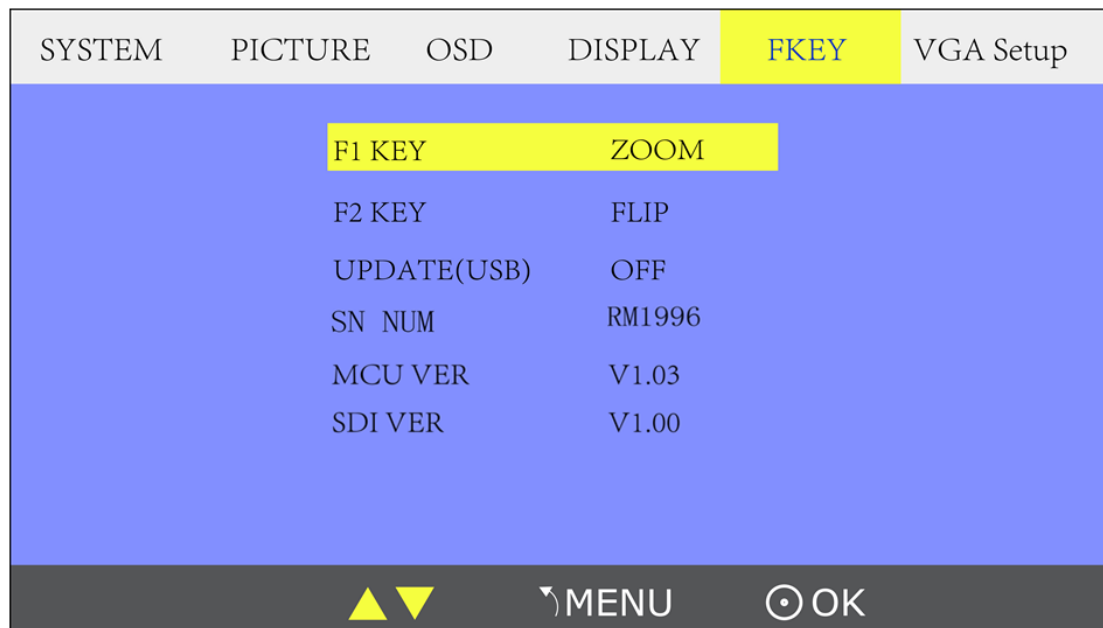 SYSTEM PICTURE OSD DISPLAY FKEY VGA Setup
F1 KEY ZOOM
F2 KEY FLIP
UPDATE(USB) OFF
SN NUM RM1996
MCU VER V1.03
SDI VER V1.00
MENU OK